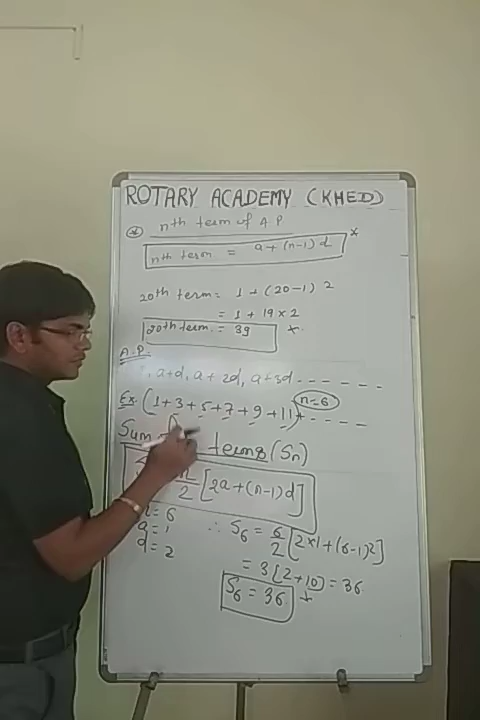 ROTARY ACADEMY (KHED)
* nth term of A P
nth term = a + (n-1) d *
20th term = 1 + (20-1) 2
= 1 + 19 × 2
20th term = 39 *
A.P.
a+d, a + 2d, a+3d - - - - - -
Ex. (1+3+5+7+9+11)+ - - - - n=6
Sum terms (Sn)
n/2 [2a+(n-1)d]
n = 6
a = 1
d = 2
∴ S6 = 6/2 [2×1+(6-1)2]
= 3[2+10] = 36
S6 = 36 *